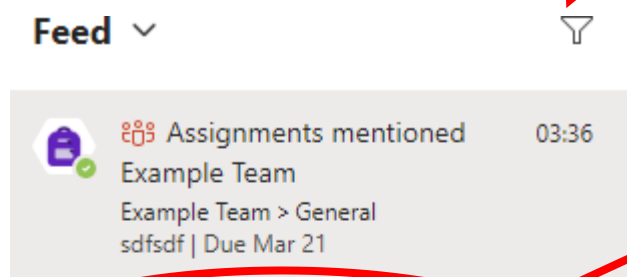 Feed
Assignments mentioned 03:36
Example Team
Example Team > General
sdfsdf | Due Mar 21